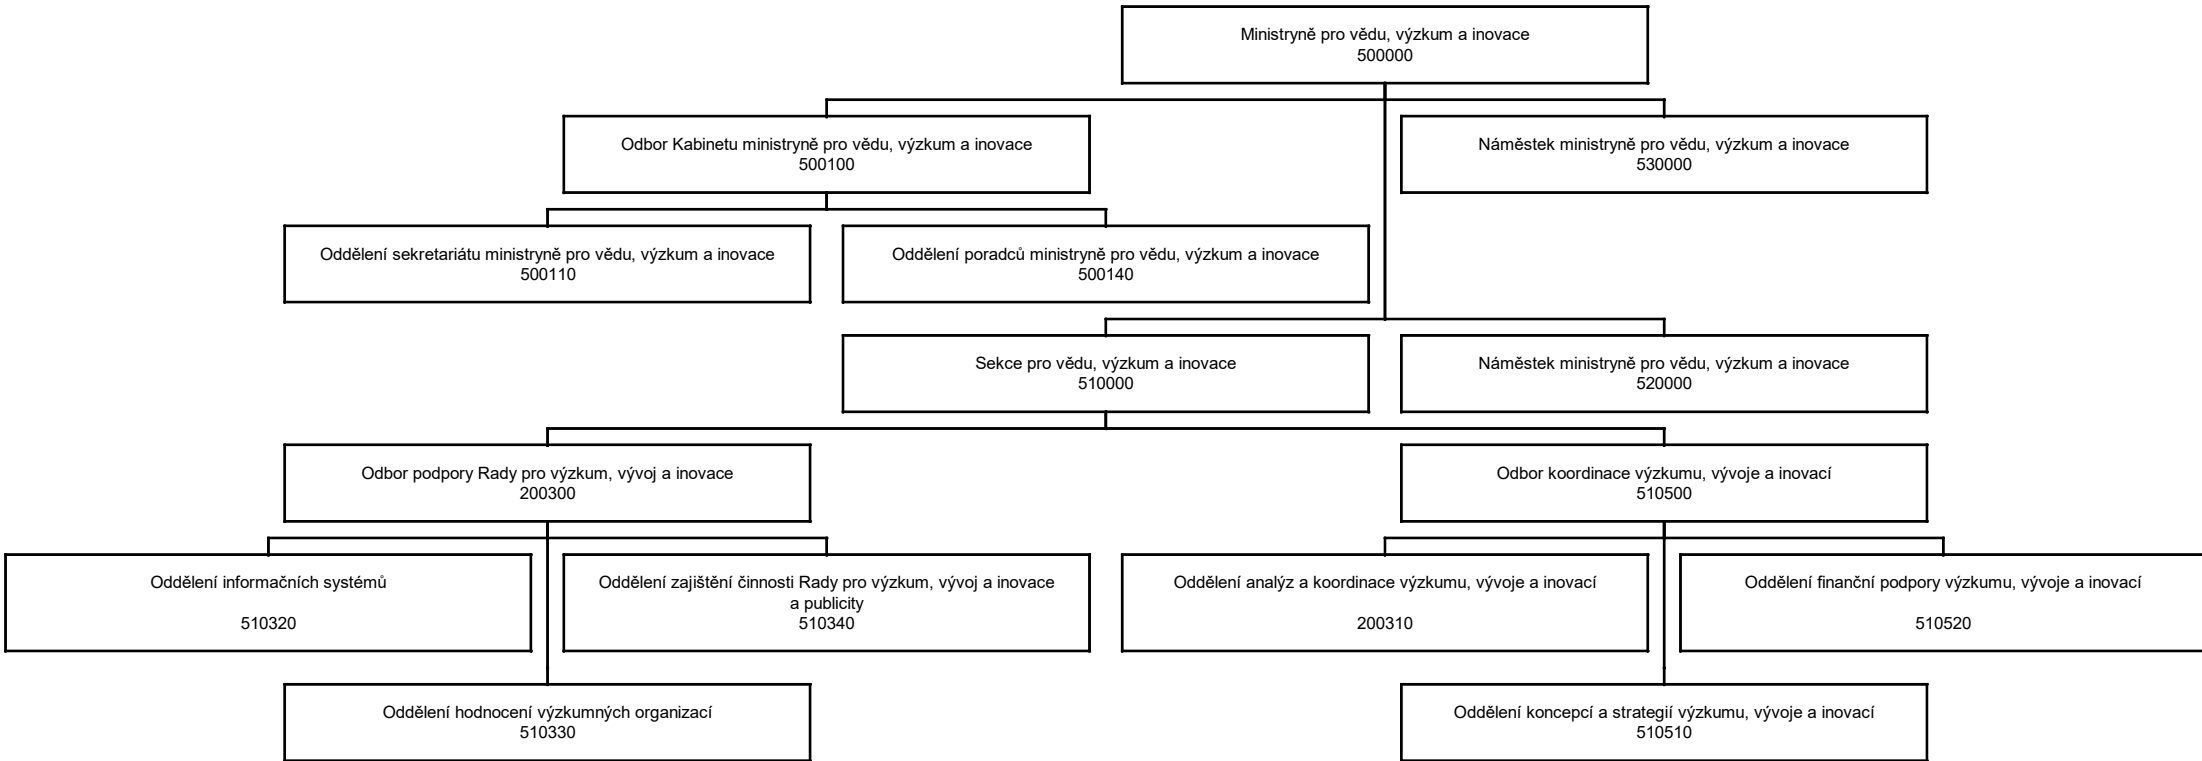 Ministryně pro vědu, výzkum a inovace
500000
Odbor Kabinetu ministryně pro vědu, výzkum a inovace
500100
Náměstek ministryně pro vědu, výzkum a inovace
530000
Oddělení sekretariátu ministryně pro vědu, výzkum a inovace
500110
Oddělení poradců ministryně pro vědu, výzkum a inovace
500140
Sekce pro vědu, výzkum a inovace
510000
Náměstek ministryně pro vědu, výzkum a inovace
520000
Odbor podpory Rady pro výzkum, vývoj a inovace
200300
Odbor koordinace výzkumu, vývoje a inovací
510500
Oddělení informačních systémů
510320
Oddělení zajištění činnosti Rady pro výzkum, vývoj a inovace
a publicity
510340
Oddělení analýz a koordinace výzkumu, vývoje a inovací
200310
Oddělení finanční podpory výzkumu, vývoje a inovací
510520
Oddělení hodnocení výzkumných organizací
510330
Oddělení koncepcí a strategií výzkumu, vývoje a inovací
510510